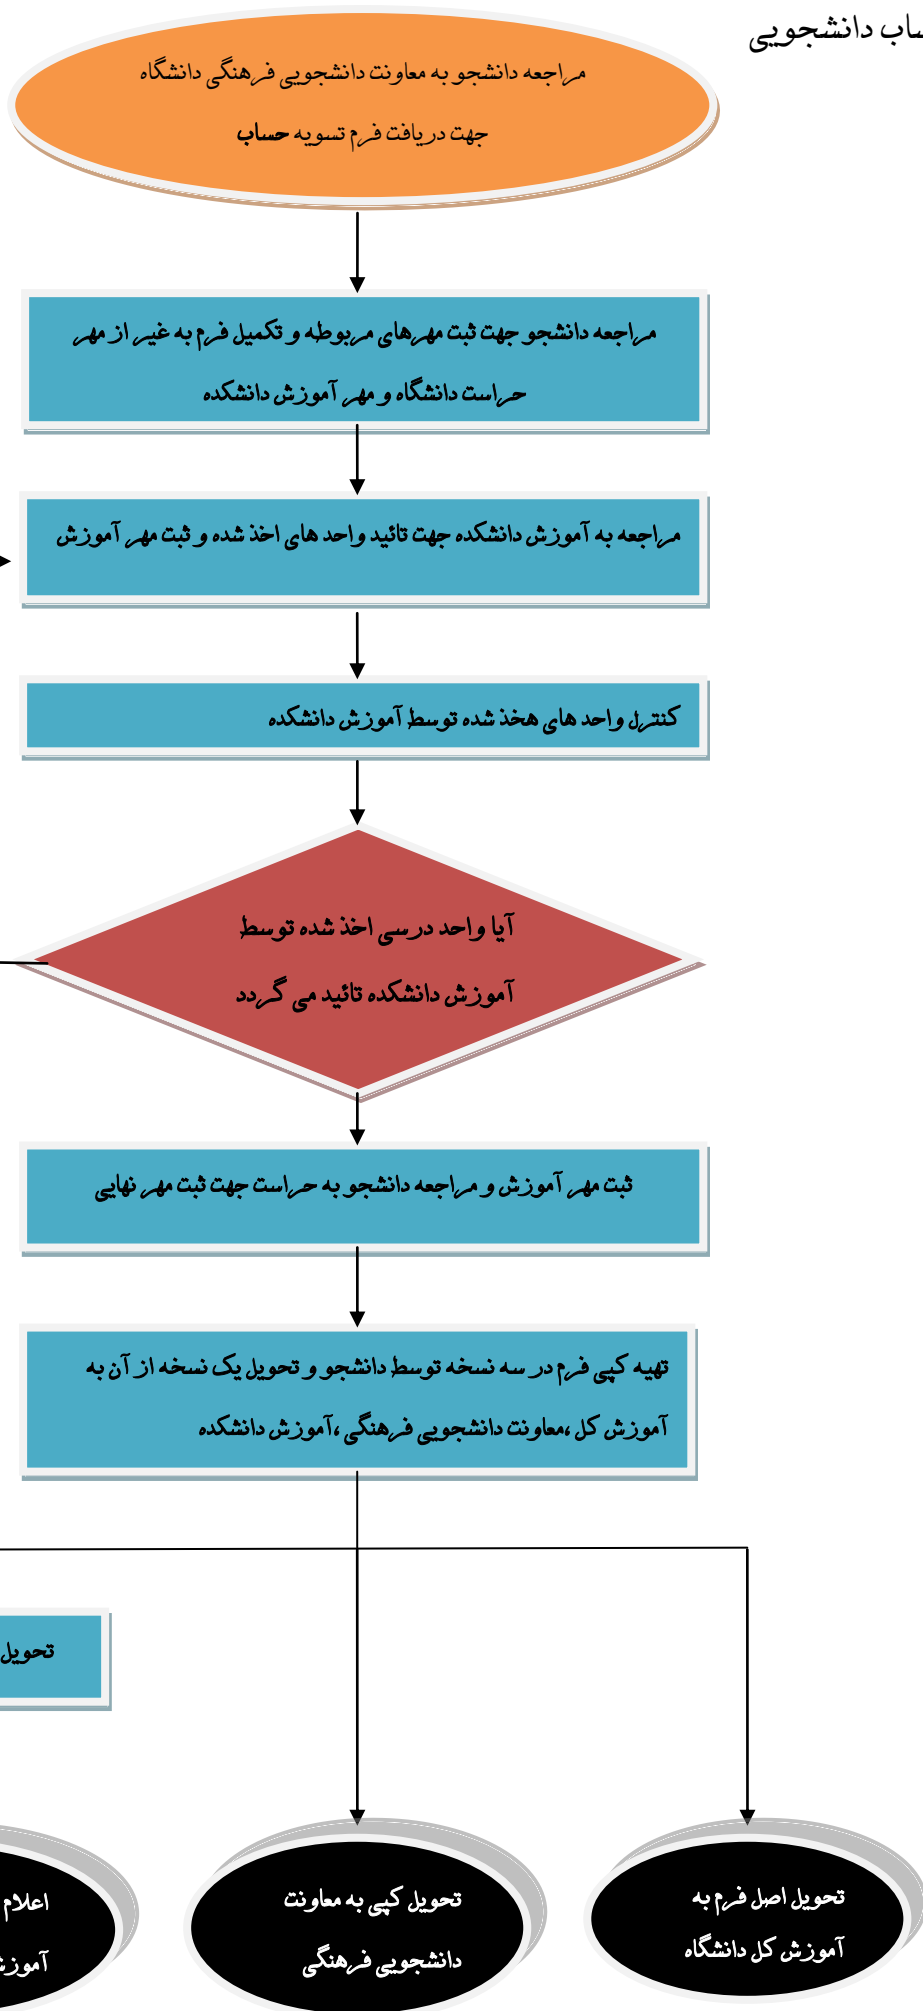 دانشجویی
مراجعه دانشجو به معاونت دانشجویی فرهنگی دانشگاه
جهت دریافت فرم تسویه حساب
مراجعه دانشجو جهت ثبت مهرهای مربوطه و تکمیل فرم به غیر از مهر
حراست دانشگاه و مهر آموزش دانشکده
مراجعه به آموزش دانشکده جهت تائید واحد های اخذ شده و ثبت مهر آموزش
کنترل واحد های هخذ شده توسط آموزش دانشکده
آیا واحد درسی اخذ شده توسط
آموزش دانشکده تائید می گردد
ثبت مهر آموزش و مراجعه دانشجو به حراست جهت ثبت مهر نهایی
تهیه کپی فرم در سه نسخه توسط دانشجو و تحویل یک نسخه از آن به
آموزش کل ،معاونت دانشجویی فرهنگی ،آموزش دانشکده
تحویل
تحویل اصل فرم به
آموزش کل دانشگاه
تحویل کپی به معاونت
دانشجویی فرهنگی
اعلام